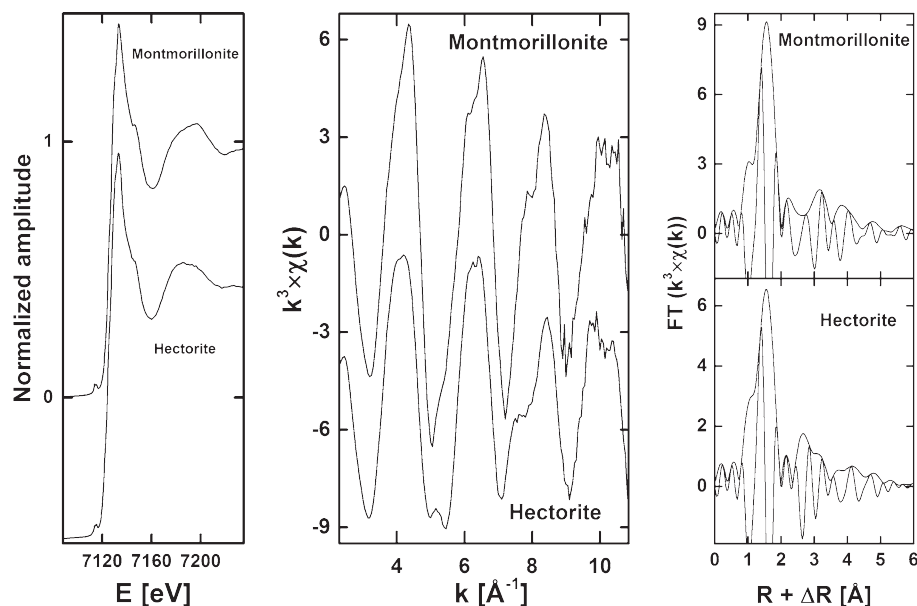 Normalized amplitude
1
0
Montmorillonite
Hectorite
7120 7160 7200
E [eV]
k³×χ(k)
6
3
0
-3
-6
-9
Montmorillonite
Hectorite
4 6 8 10
k [Å⁻¹]
FT (k³×χ(k))
9
6
3
0
Montmorillonite
6
4
2
0
Hectorite
0 1 2 3 4 5 6
R + ΔR [Å]